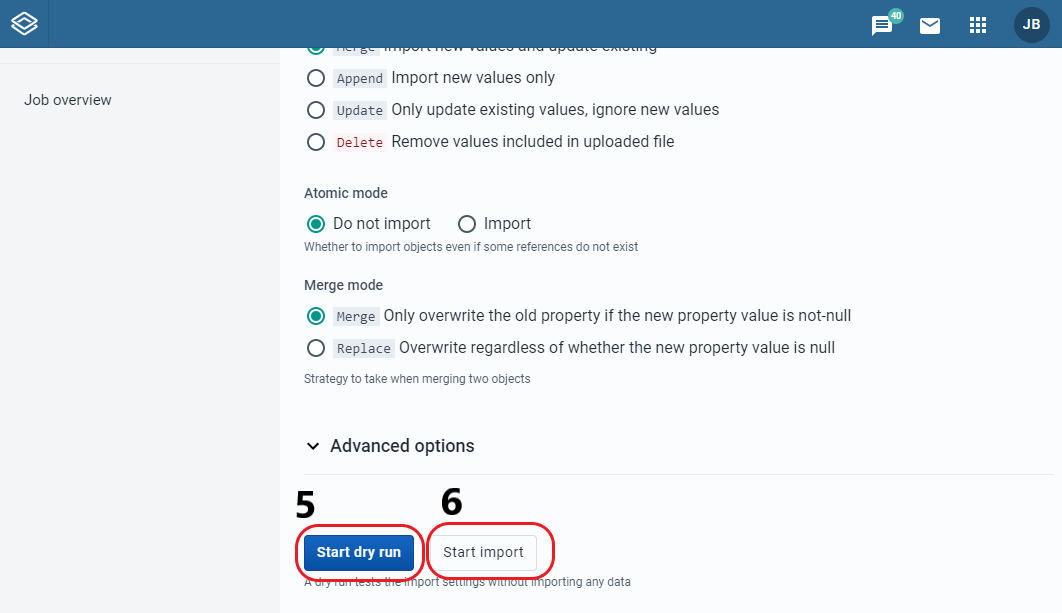 40
JB
Job overview
Merge Import new values and update existing
Append Import new values only
Update Only update existing values, ignore new values
Delete Remove values included in uploaded file
Atomic mode
Do not import Import
Whether to import objects even if some references do not exist
Merge mode
Merge Only overwrite the old property if the new property value is not-null
Replace Overwrite regardless of whether the new property value is null
Strategy to take when merging two objects
Advanced options
5 6
Start dry run Start import
A dry run tests the import settings without importing any data